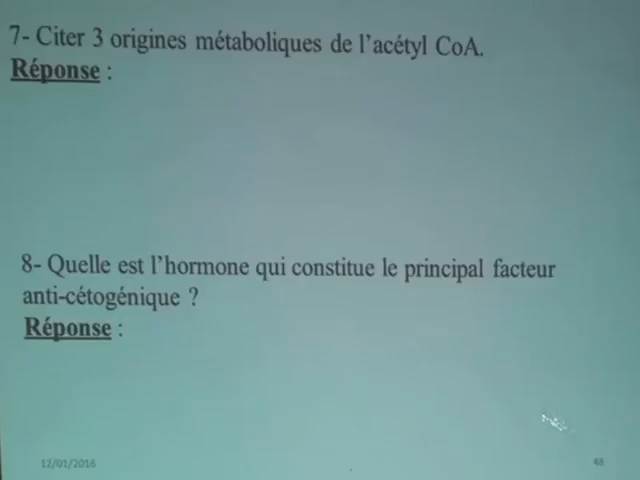 7- Citer 3 origines métaboliques de l'acétyl CoA.
Réponse :
8- Quelle est l'hormone qui constitue le principal facteur
anti-cétogénique ?
Réponse :
12/01/2016
48